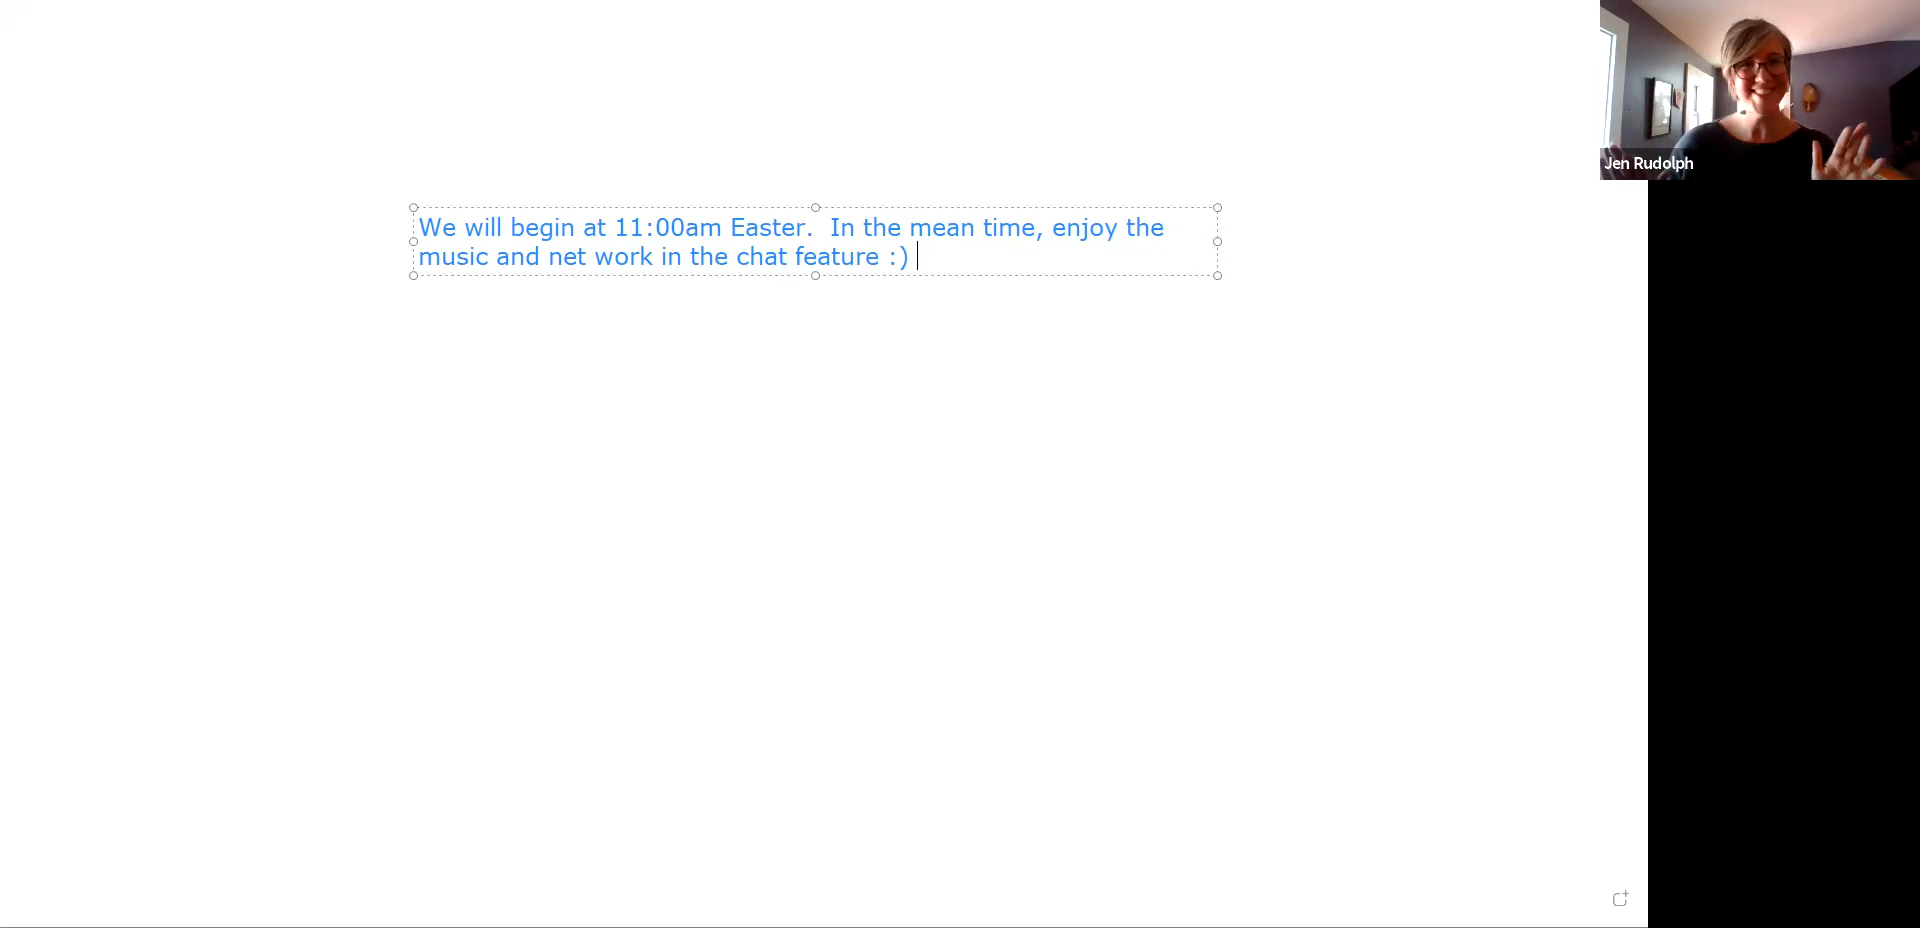 Jen Rudolph
We will begin at 11:00am Easter.  In the mean time, enjoy the
music and net work in the chat feature :)